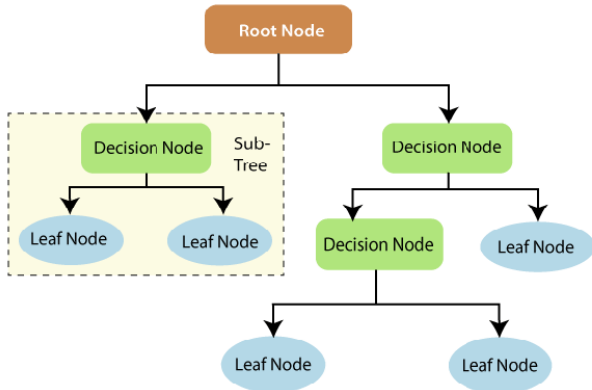 Root Node
Decision Node
Sub-
Tree
Decision Node
Leaf Node
Leaf Node
Decision Node
Leaf Node
Leaf Node
Leaf Node